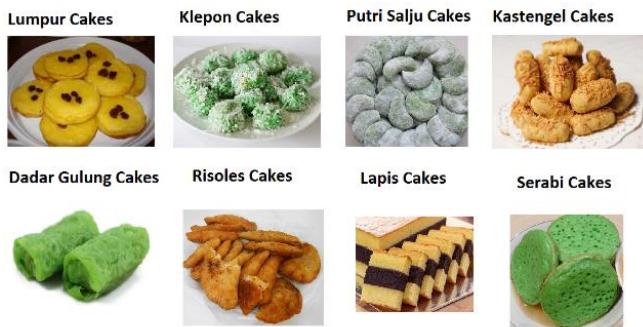 Lumpur Cakes
Klepon Cakes
Putri Salju Cakes
Kastengel Cakes
Dadar Gulung Cakes
Risoles Cakes
Lapis Cakes
Serabi Cakes